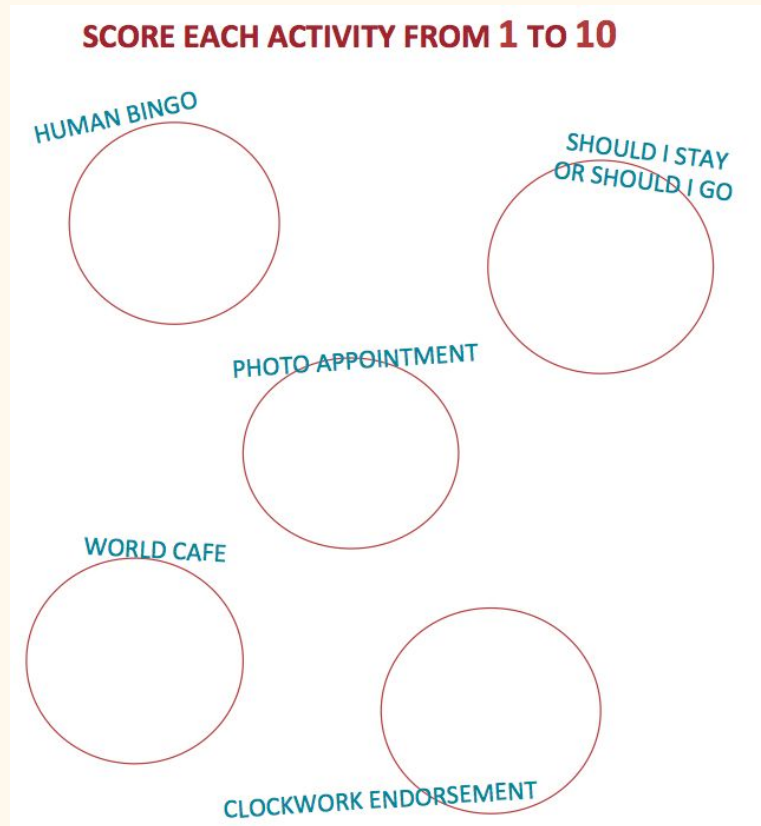 SCORE EACH ACTIVITY FROM 1 TO 10
HUMAN BINGO
SHOULD I STAY
OR SHOULD I GO
PHOTO APPOINTMENT
WORLD CAFE
CLOCKWORK ENDORSEMENT